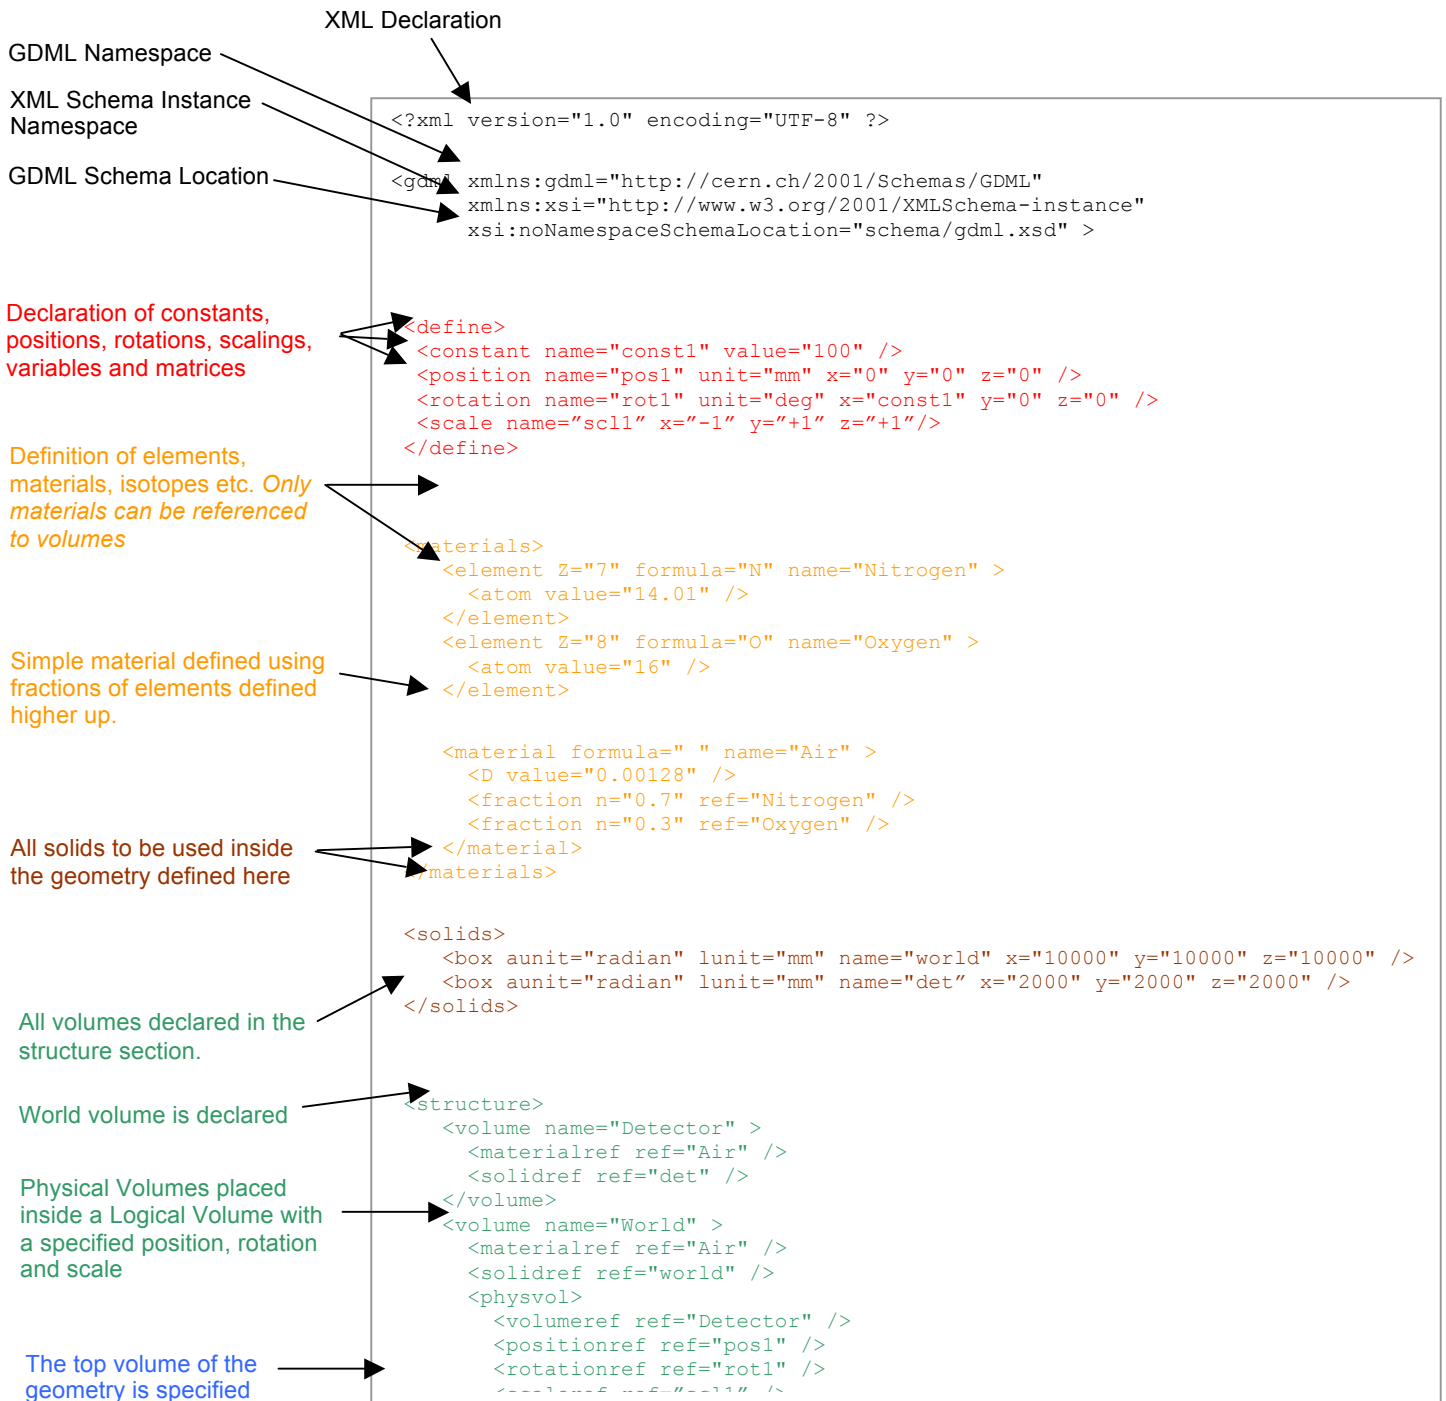 XML Declaration
GDML Namespace
XML Schema Instance
Namespace
GDML Schema Location
<?xml version="1.0" encoding="UTF-8" ?>
<gdml xmlns:gdml="http://cern.ch/2001/Schemas/GDML"
xmlns:xsi="http://www.w3.org/2001/XMLSchema-instance"
xsi:noNamespaceSchemaLocation="schema/gdml.xsd" >
Declaration of constants,
positions, rotations, scalings,
variables and matrices
<define>
<constant name="const1" value="100" />
<position name="pos1" unit="mm" x="0" y="0" z="0" />
<rotation name="rot1" unit="deg" x="const1" y="0" z="0" />
<scale name=”scl1” x=”-1” y=”+1” z=”+1”/>
</define>
Definition of elements,
materials, isotopes etc. Only
materials can be referenced
to volumes
<materials>
<element Z="7" formula="N" name="Nitrogen" >
<atom value="14.01" />
</element>
<element Z="8" formula="O" name="Oxygen" >
<atom value="16" />
</element>
Simple material defined using
fractions of elements defined
higher up.
<material formula=" " name="Air" >
<D value="0.00128" />
<fraction n="0.7" ref="Nitrogen" />
<fraction n="0.3" ref="Oxygen" />
</material>
</materials>
All solids to be used inside
the geometry defined here
<solids>
<box aunit="radian" lunit="mm" name="world" x="10000" y="10000" z="10000" />
<box aunit="radian" lunit="mm" name="det” x="2000" y="2000" z="2000" />
</solids>
All volumes declared in the
structure section.
World volume is declared
<structure>
<volume name="Detector" >
<materialref ref="Air" />
<solidref ref="det" />
</volume>
<volume name="World" >
<materialref ref="Air" />
<solidref ref="world" />
<physvol>
<volumeref ref="Detector" />
<positionref ref="pos1" />
<rotationref ref="rot1" />
<scaleref ref=”scl1” />
Physical Volumes placed
inside a Logical Volume with
a specified position, rotation
and scale
The top volume of the
geometry is specified